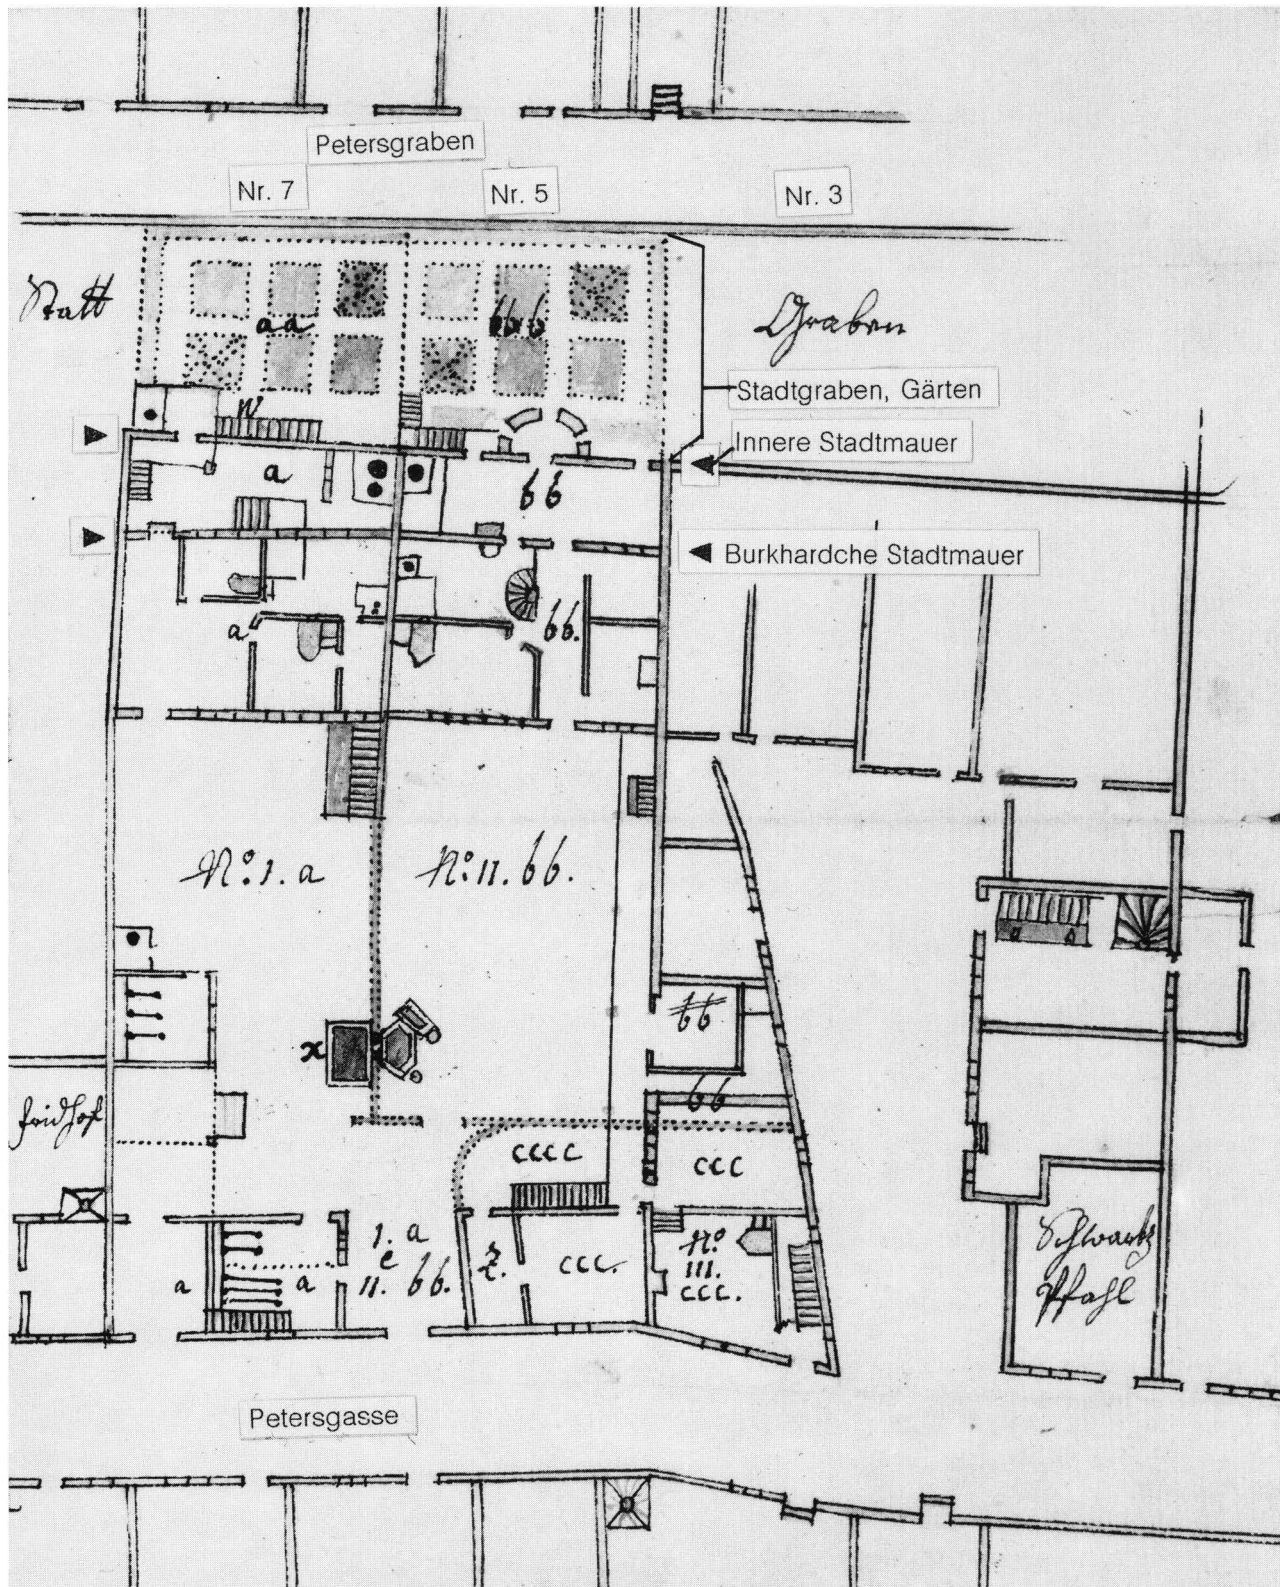 Petersgraben
Nr. 7
Nr. 5
Nr. 3
Statt
Graben
aa
bbb
Stadtgraben, Gärten
W
Innere Stadtmauer
a
bb
Burkhardche Stadtmauer
a
bb.
No: I. a
No: II. bb.
bb
x
bb
fridhof
cccc
ccc
I. a
e
II. bb.
z.
ccc.
No
III.
ccc.
a
a
Schwartz
Pfahl
Petersgasse